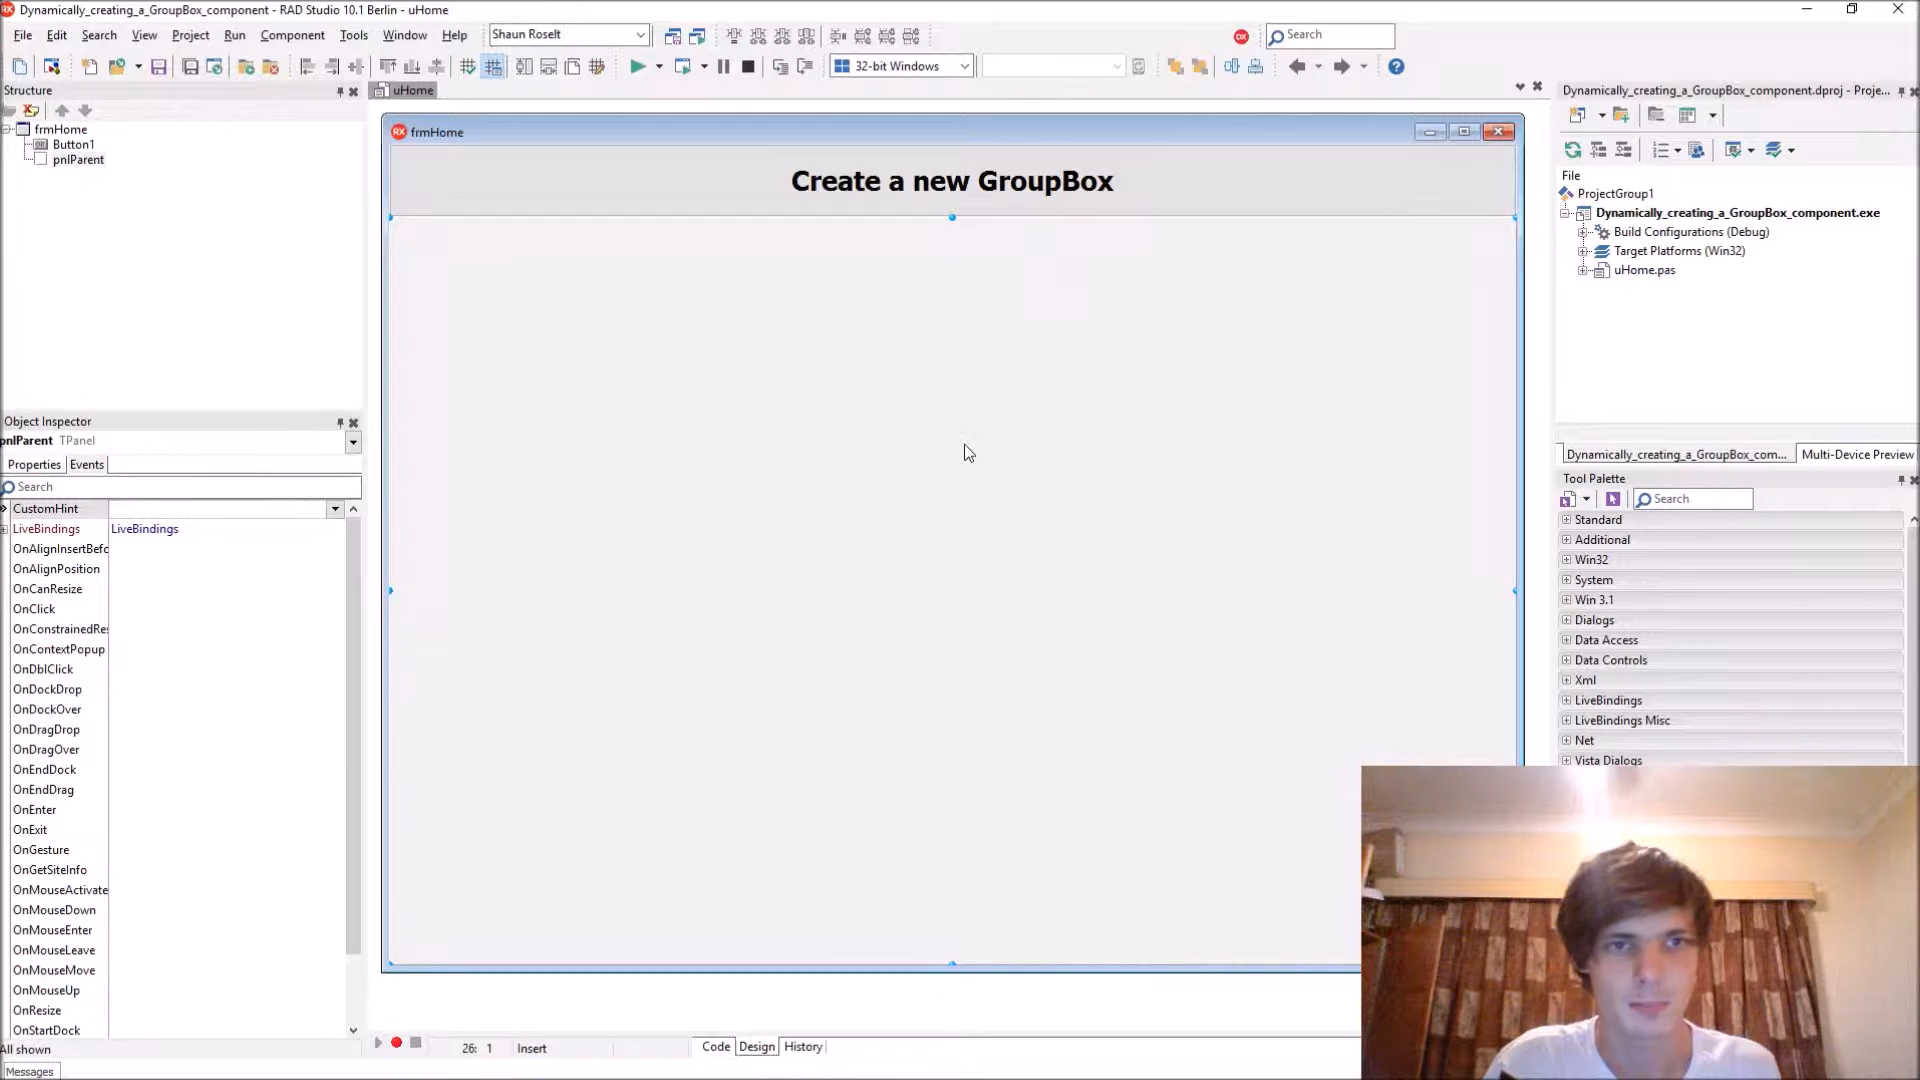 Dynamically_creating_a_GroupBox_component - RAD Studio 10.1 Berlin - uHome
File Edit Search View Project Run Component Tools Window Help Shaun Roselt Search
32-bit Windows
Structure
uHome
frmHome
Button1
pnlParent
frmHome
Create a new GroupBox
Object Inspector
pnlParent TPanel
Properties Events
Search
CustomHint
LiveBindings LiveBindings
OnAlignInsertBefo
OnAlignPosition
OnCanResize
OnClick
OnConstrainedRes
OnContextPopup
OnDblClick
OnDockDrop
OnDockOver
OnDragDrop
OnDragOver
OnEndDock
OnEndDrag
OnEnter
OnExit
OnGesture
OnGetSiteInfo
OnMouseActivate
OnMouseDown
OnMouseEnter
OnMouseLeave
OnMouseMove
OnMouseUp
OnResize
OnStartDock
All shown
26: 1 Insert Code Design History
Messages
Dynamically_creating_a_GroupBox_component.dproj - Proje...
File
ProjectGroup1
Dynamically_creating_a_GroupBox_component.exe
Build Configurations (Debug)
Target Platforms (Win32)
uHome.pas
Dynamically_creating_a_GroupBox_com... Multi-Device Preview
Tool Palette
Search
Standard
Additional
Win32
System
Win 3.1
Dialogs
Data Access
Data Controls
Xml
LiveBindings
LiveBindings Misc
Net
Vista Dialogs